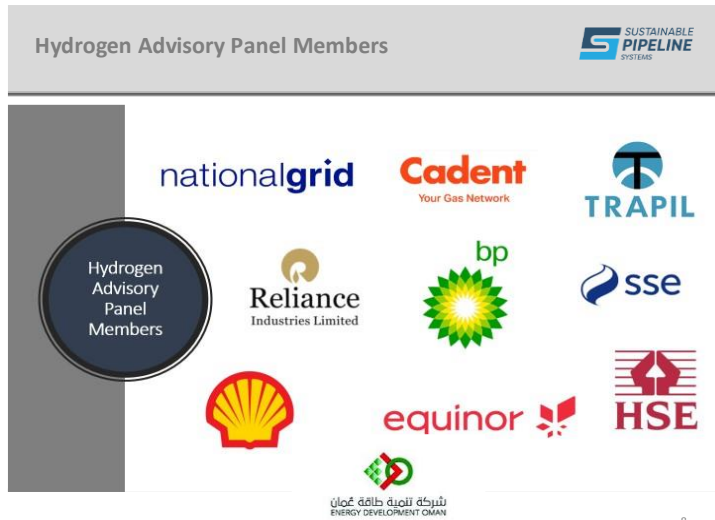 Hydrogen Advisory Panel Members
SUSTAINABLE
PIPELINE
SYSTEMS
nationalgrid
Cadent
Your Gas Network
TRAPIL
Hydrogen
Advisory
Panel
Members
Reliance
Industries Limited
bp
sse
equinor
HSE
شركة تنمية طاقة عُمان
ENERGY DEVELOPMENT OMAN